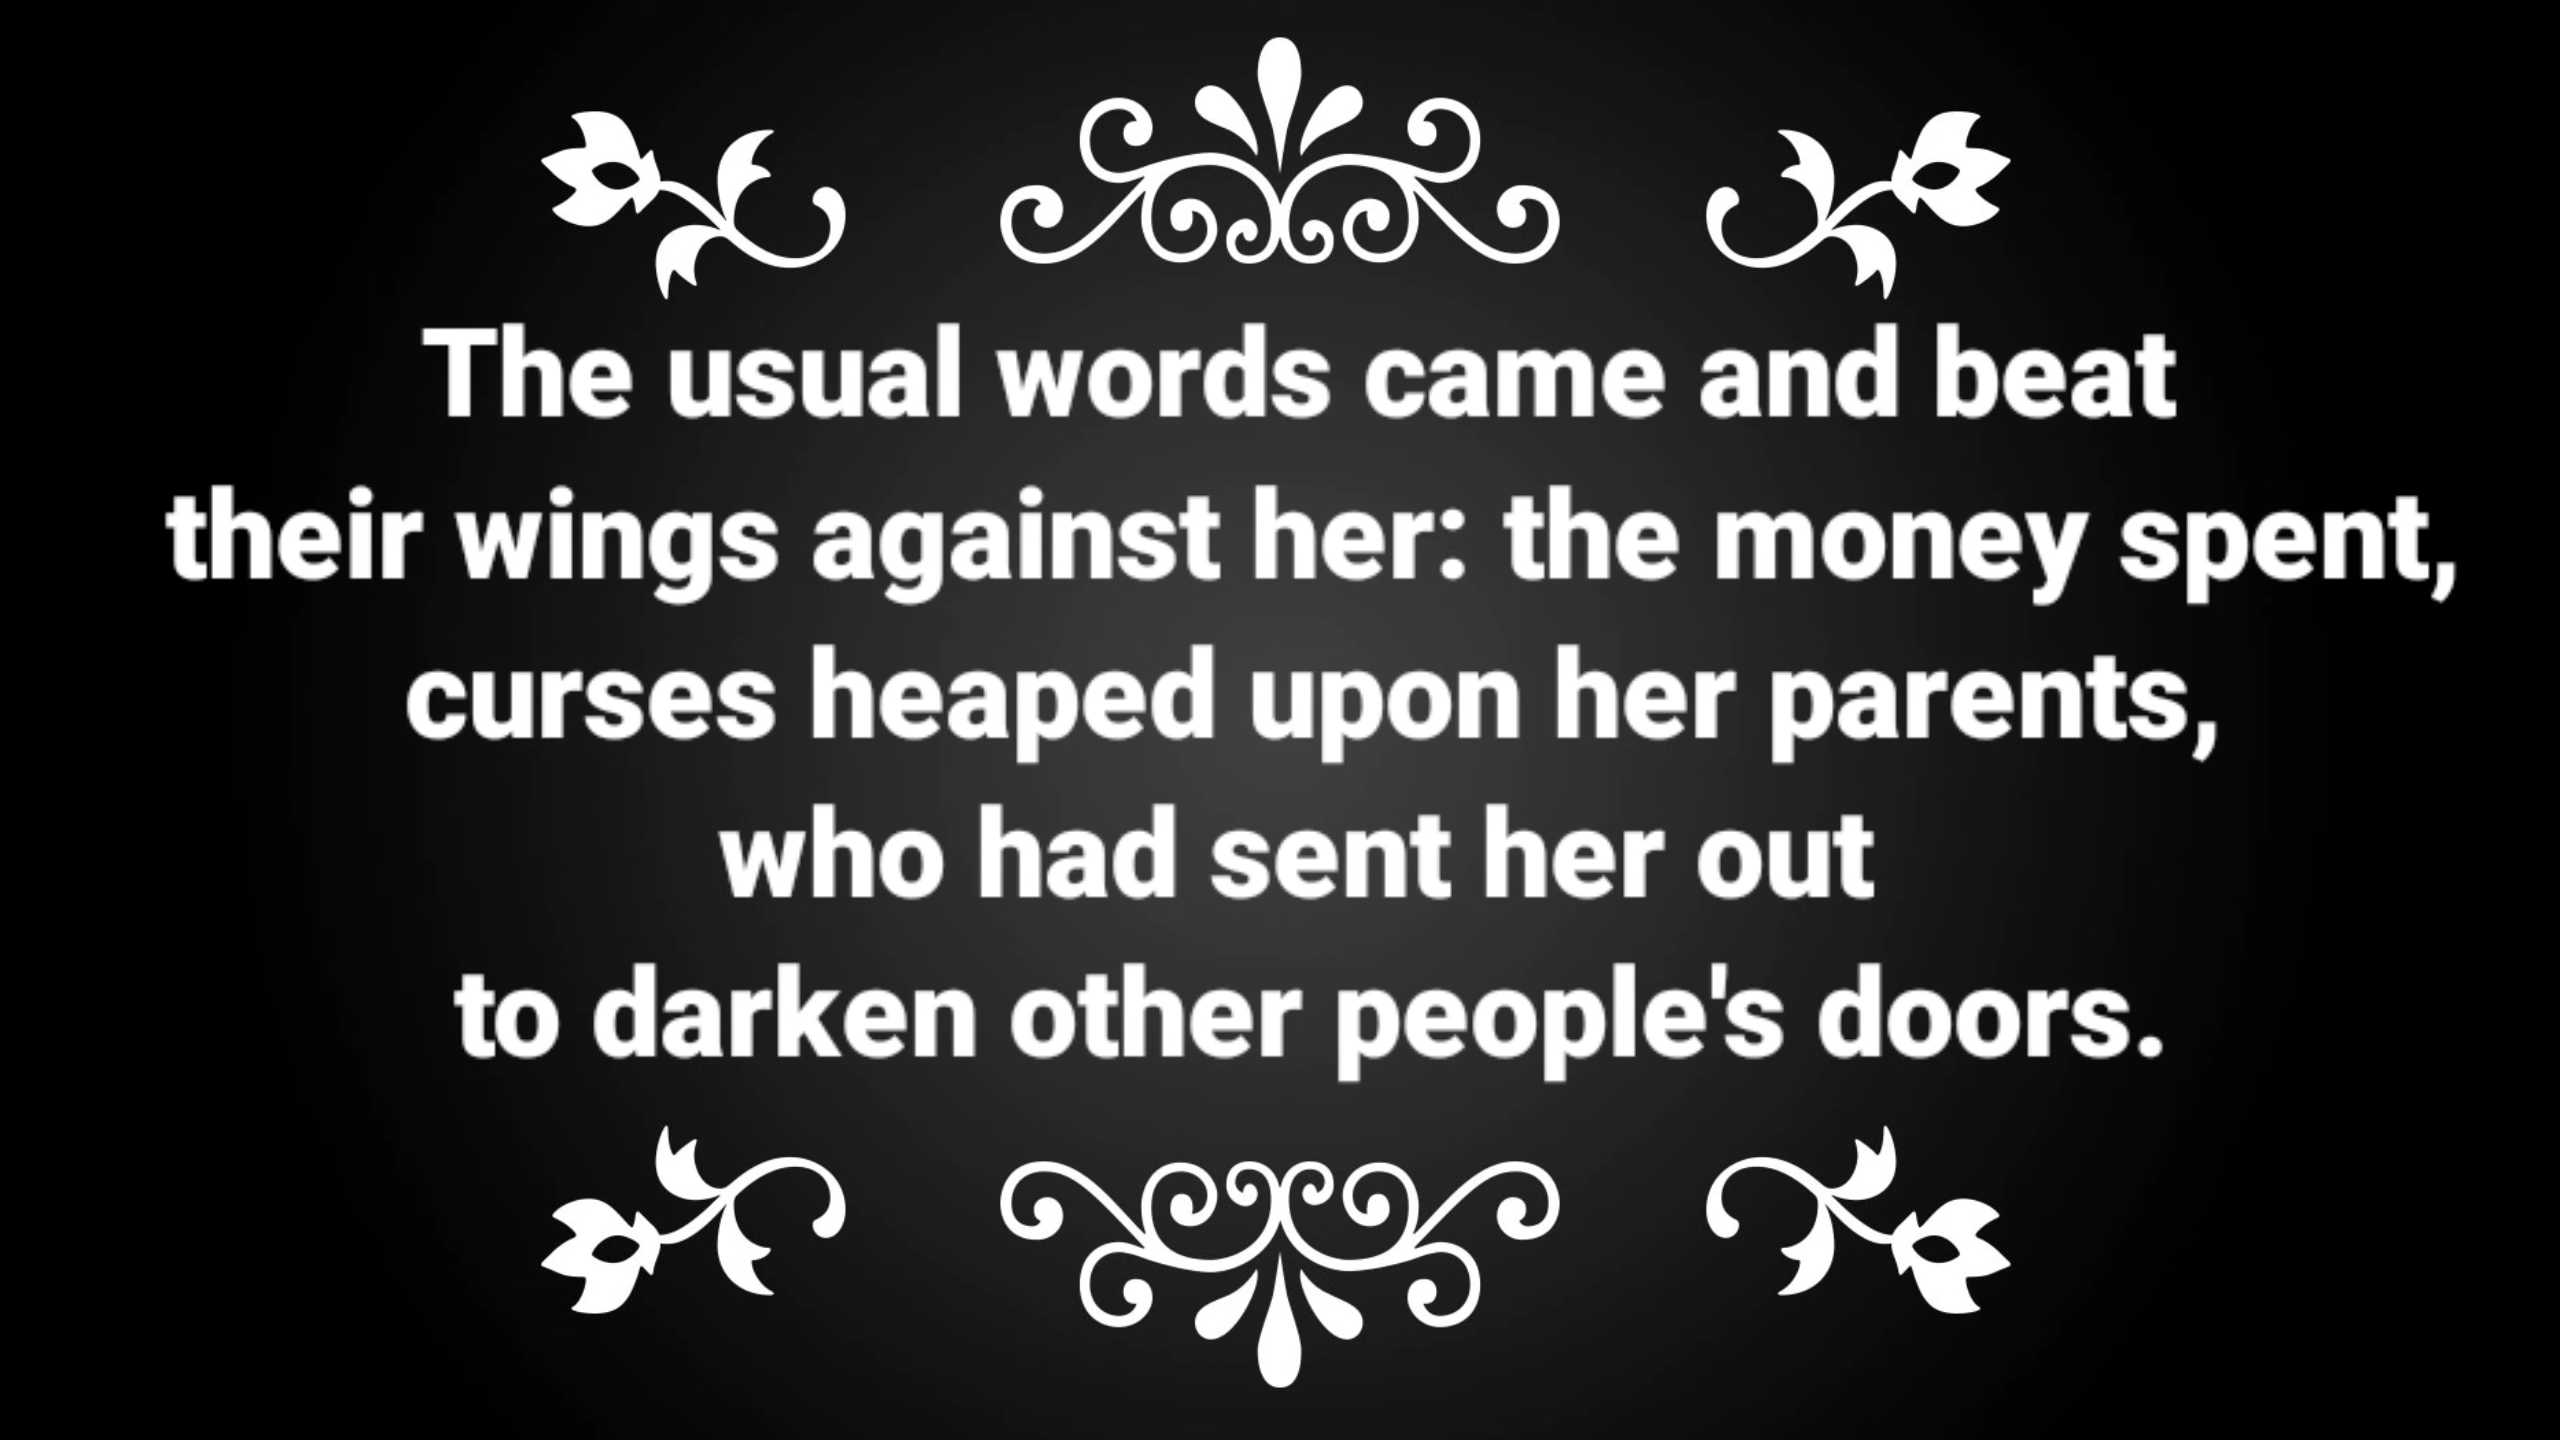 The usual words came and beat
their wings against her: the money spent,
curses heaped upon her parents,
who had sent her out
to darken other people's doors.